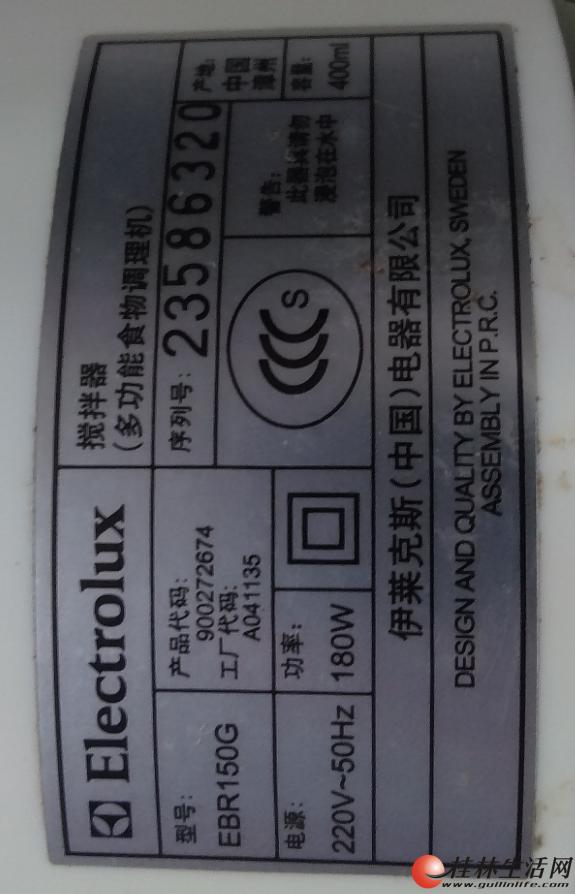 Electrolux
搅拌器
（多功能食物调理机）
型号：
EBR150G
产品代码：
900272674
工厂代码：
A041135
序列号：
23586320
产地：
中国
漳州
电源：
220V~50Hz
功率：
180W
S
警告：
此器具请勿
浸泡在水中
容量：
400ml
伊莱克斯（中国）电器有限公司
DESIGN AND QUALITY BY ELECTROLUX, SWEDEN
ASSEMBLY IN P.R.C.
桂林生活网
www.guilinlife.com